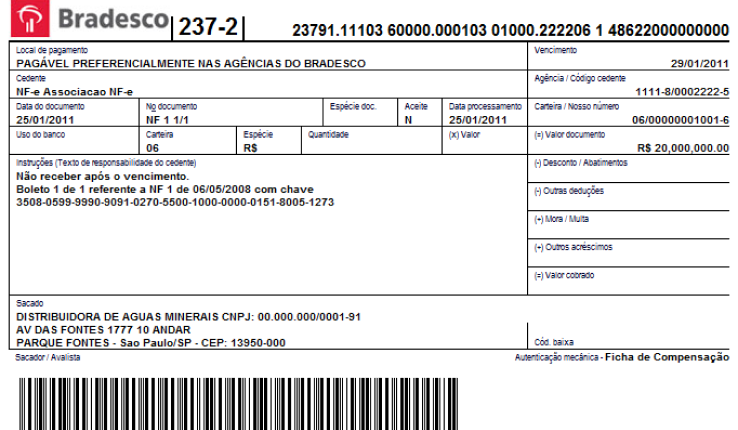 Bradesco 237-2 23791.11103 60000.000103 01000.222206 1 48622000000000
Local de pagamento Vencimento
PAGÁVEL PREFERENCIALMENTE NAS AGÊNCIAS DO BRADESCO 29/01/2011
Cedente Agência / Código cedente
NF-e Associacao NF-e 1111-8/0002222-5
Data do documento Nº documento Espécie doc. Aceite Data processamento Carteira / Nosso número
25/01/2011 NF 1 1/1 N 25/01/2011 06/00000001001-6
Uso do banco Carteira Espécie Quantidade (x) Valor (=) Valor documento
06 R$ R$ 20,000,000.00
Instruções (Texto de responsabilidade do cedente) (-) Desconto / Abatimentos
Não receber após o vencimento.
Boleto 1 de 1 referente a NF 1 de 06/05/2008 com chave
3508-0599-9990-9091-0270-5500-1000-0000-0151-8005-1273
(-) Outras deduções
(+) Mora / Multa
(+) Outros acréscimos
(=) Valor cobrado
Sacado
DISTRIBUIDORA DE AGUAS MINERAIS CNPJ: 00.000.000/0001-91
AV DAS FONTES 1777 10 ANDAR
PARQUE FONTES - Sao Paulo/SP - CEP: 13950-000 Cód. baixa
Sacador / Avalista Autenticação mecânica - Ficha de Compensação